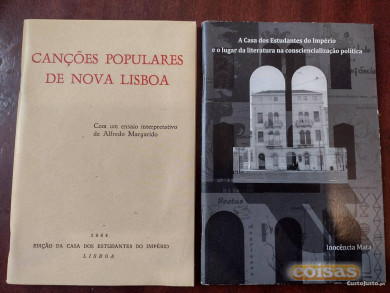 CANÇÕES POPULARES
DE NOVA LISBOA
Com um ensaio interpretativo
de Alfredo Margarido
1964
EDIÇÃO DA CASA DOS ESTUDANTES DO IMPÉRIO
LISBOA
A Casa dos Estudantes do Império
e o lugar da literatura na consciencialização política
Inocência Mata
coisas
CustoJusto.pt